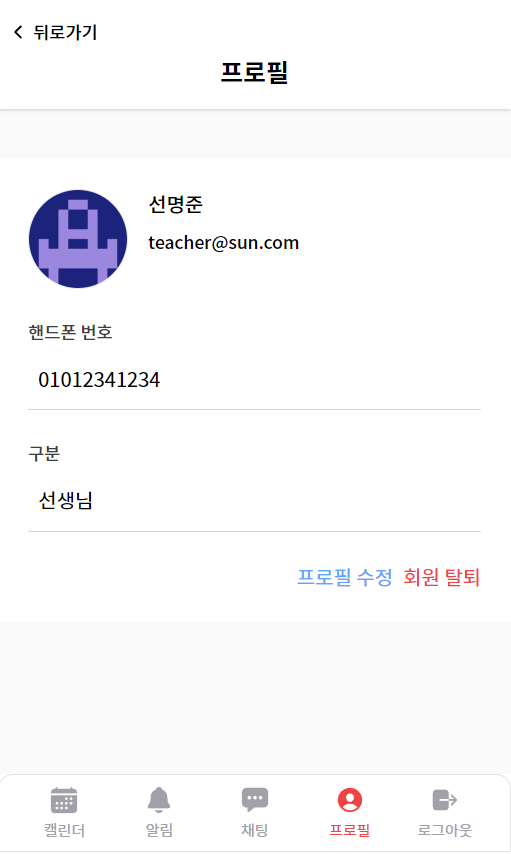 뒤로가기
프로필
선명준
teacher@sun.com
핸드폰 번호
01012341234
구분
선생님
프로필 수정 회원 탈퇴
캘린더 알림 채팅 프로필 로그아웃